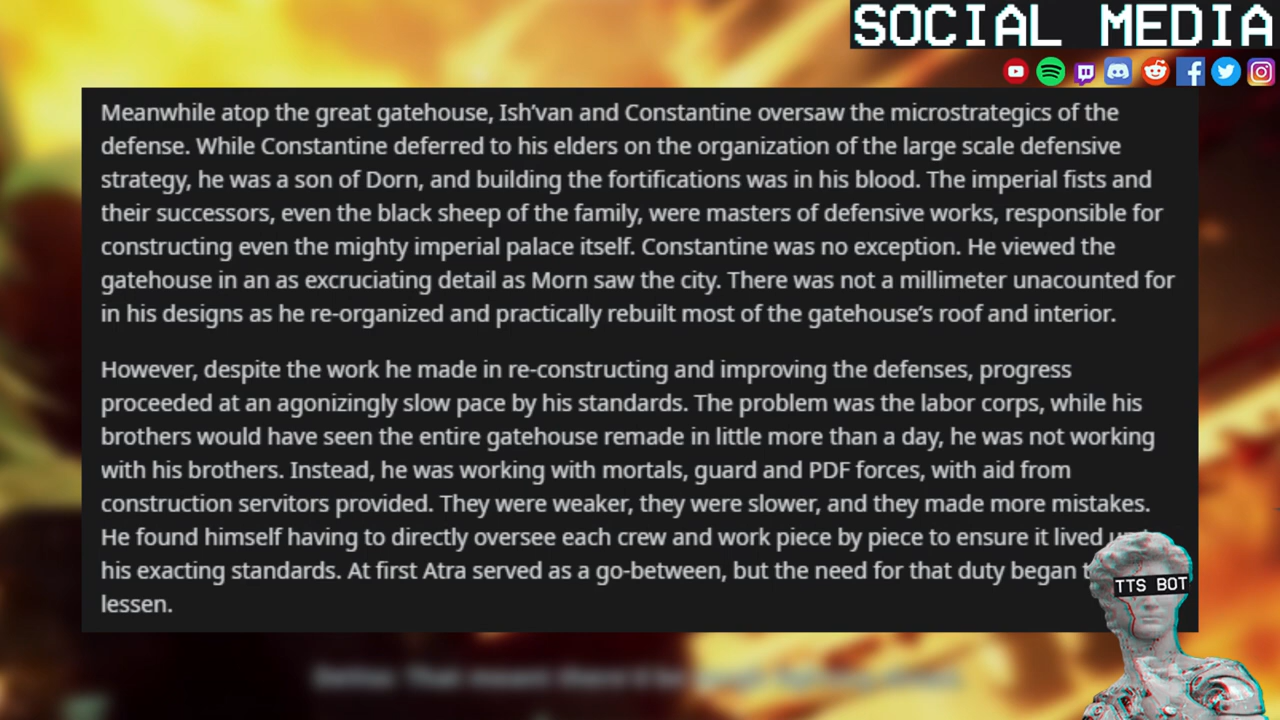 SOCIAL MEDIA
Meanwhile atop the great gatehouse, Ish’van and Constantine oversaw the microstrategics of the
defense. While Constantine deferred to his elders on the organization of the large scale defensive
strategy, he was a son of Dorn, and building the fortifications was in his blood. The imperial fists and
their successors, even the black sheep of the family, were masters of defensive works, responsible for
constructing even the mighty imperial palace itself. Constantine was no exception. He viewed the
gatehouse in an as excruciating detail as Morn saw the city. There was not a millimeter unacounted for
in his designs as he re-organized and practically rebuilt most of the gatehouse’s roof and interior.
However, despite the work he made in re-constructing and improving the defenses, progress
proceeded at an agonizingly slow pace by his standards. The problem was the labor corps, while his
brothers would have seen the entire gatehouse remade in little more than a day, he was not working
with his brothers. Instead, he was working with mortals, guard and PDF forces, with aid from
construction servitors provided. They were weaker, they were slower, and they made more mistakes.
He found himself having to directly oversee each crew and work piece by piece to ensure it lived
his exacting standards. At first Atra served as a go-between, but the need for that duty began
lessen.
TTS BOT